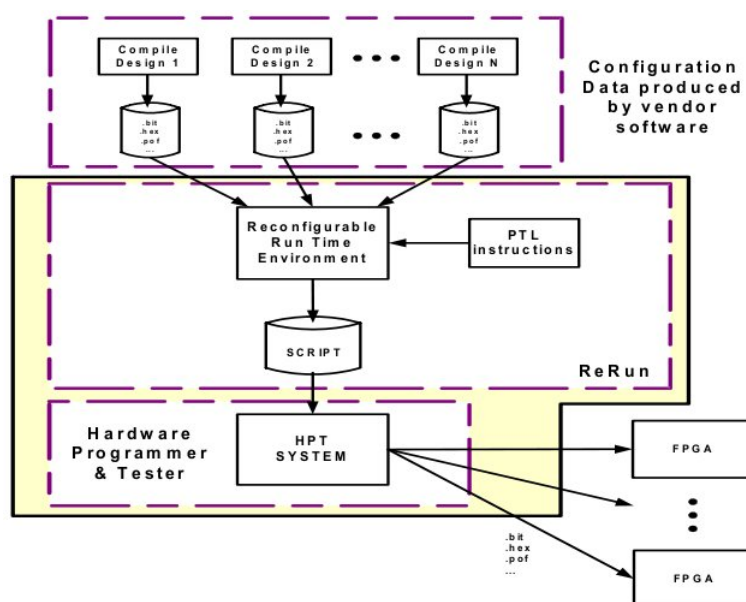 Compile
Design 1
Compile
Design 2
Compile
Design N
Configuration
Data produced
by vendor
software
.bit
.hex
.pof
...
.bit
.hex
.pof
...
.bit
.hex
.pof
...
Reconfigurable
Run Time
Environment
PTL
instructions
SCRIPT
ReRun
Hardware
Programmer
& Tester
HPT
SYSTEM
FPGA
.bit
.hex
.pof
...
FPGA